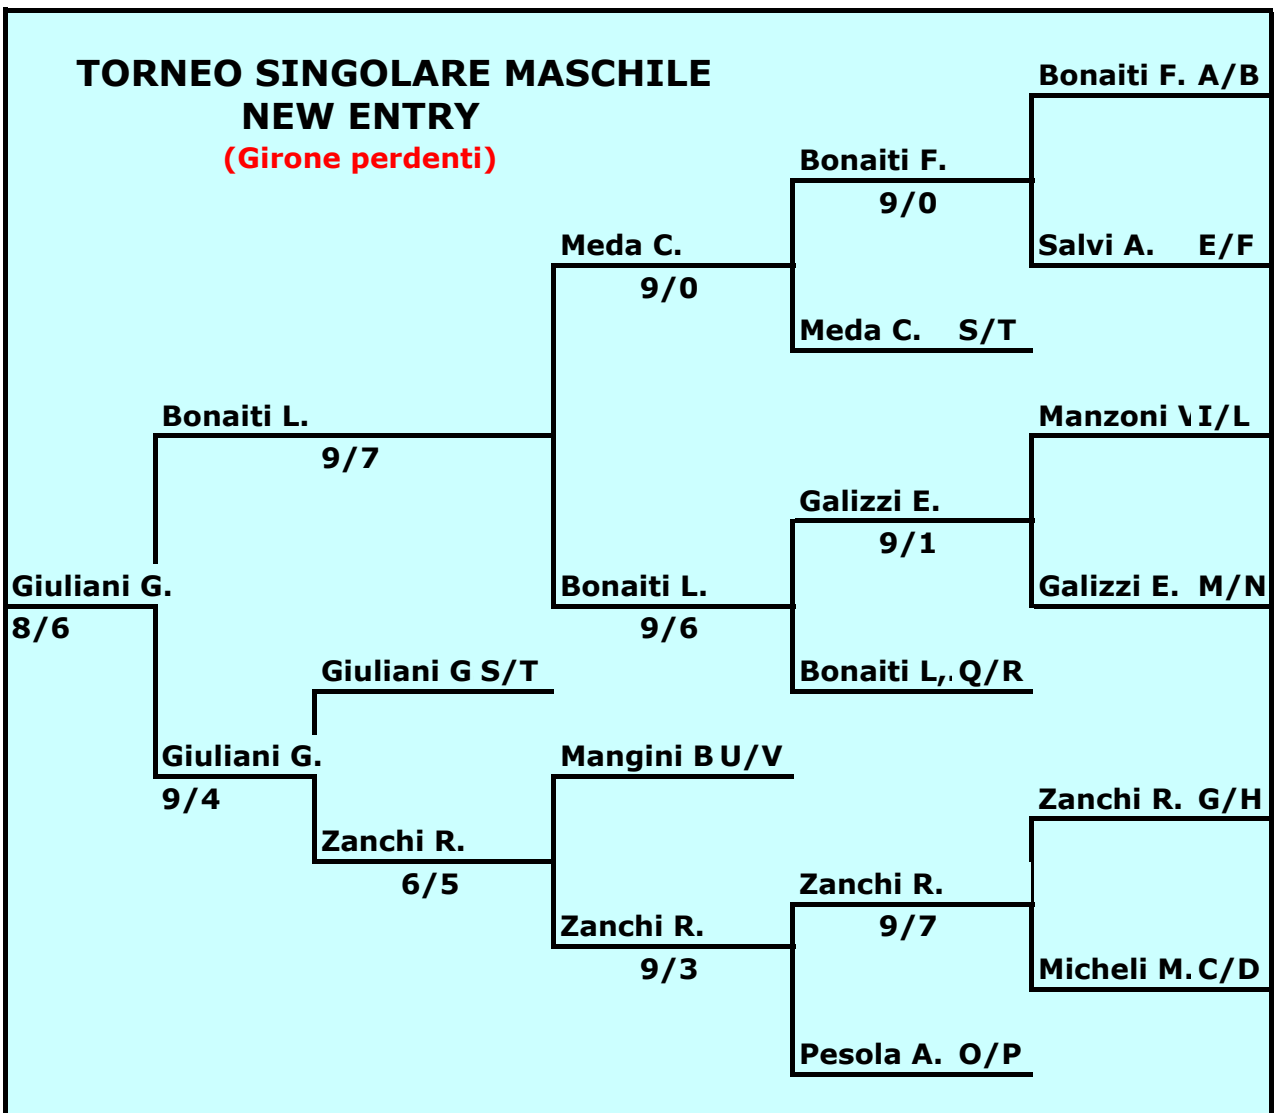 TORNEO SINGOLARE MASCHILE
NEW ENTRY
(Girone perdenti)
Bonaiti F. A/B
Bonaiti F.
9/0
Salvi A. E/F
Meda C.
9/0
Meda C. S/T
Bonaiti L.
9/7
Manzoni V I/L
Galizzi E.
9/1
Galizzi E. M/N
Giuliani G.
8/6
Bonaiti L.
9/6
Bonaiti L,. Q/R
Giuliani G S/T
Giuliani G.
9/4
Mangini B U/V
Zanchi R. G/H
Zanchi R.
6/5
Zanchi R.
9/7
Zanchi R.
9/3
Micheli M. C/D
Pesola A. O/P